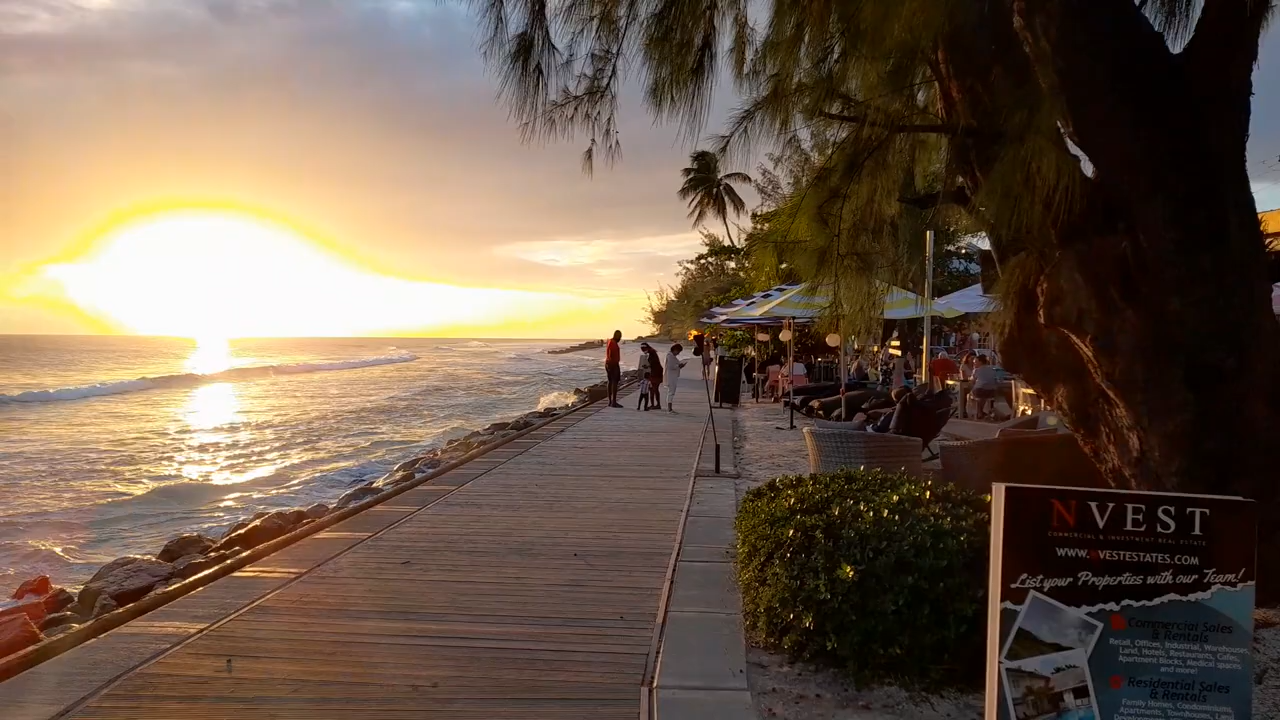 NVEST
COMMERCIAL & INVESTMENT REAL ESTATE
WWW.NVESTESTATES.COM
List your Properties with our Team!
Commercial Sales
& Rentals
Retail, Offices, Industrial, Warehouses,
Land, Hotels, Restaurants, Cafes,
Apartment Blocks, Medical spaces
and more!
Residential Sales
& Rentals
Family Homes, Condominiums,
Apartments, Townhouses,